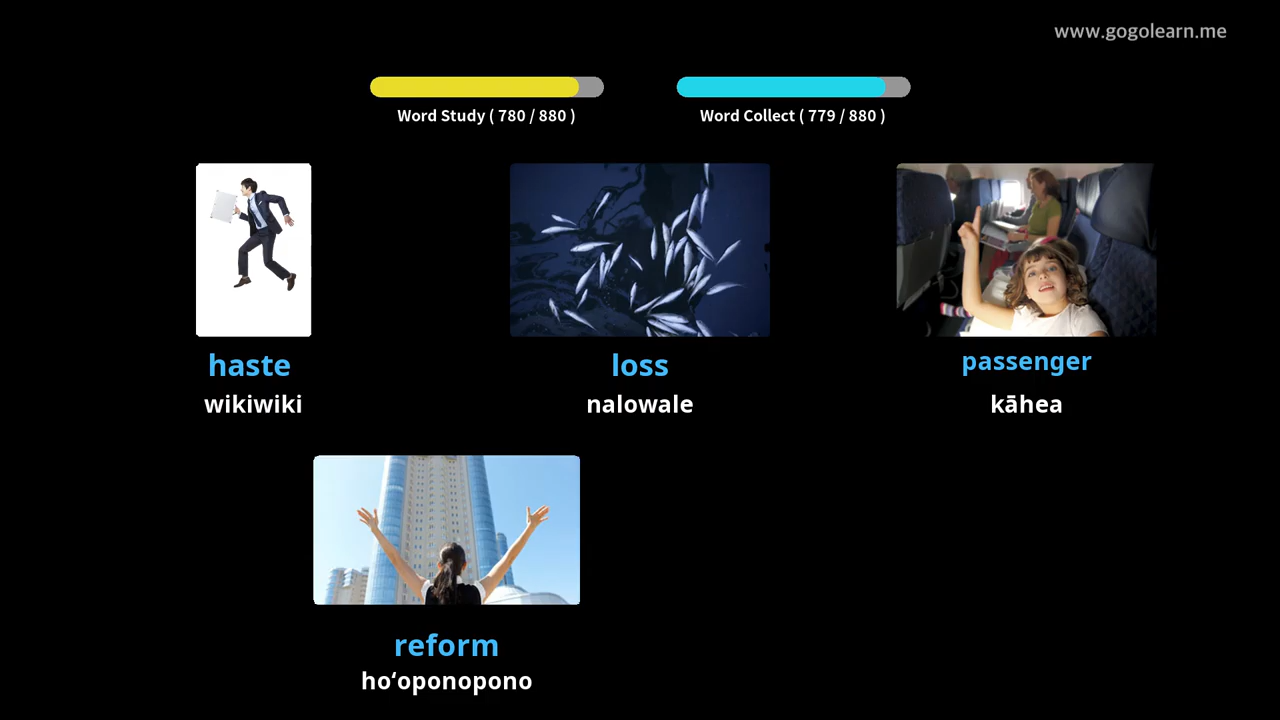 www.gogolearn.me
Word Study ( 780 / 880 )
Word Collect ( 779 / 880 )
haste
wikiwiki
loss
nalowale
passenger
kāhea
reform
hoʻoponopono